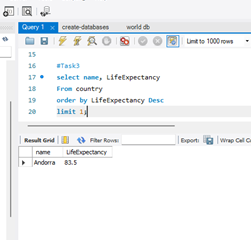 Query 1
create-databases
world db
Limit to 1000 rows
15
16
17
18
19
20
#Task3
select name, LifeExpectancy
From country
order by LifeExpectancy Desc
limit 1;
Result Grid
Filter Rows:
Export:
Wrap Cell Co
name LifeExpectancy
Andorra 83.5